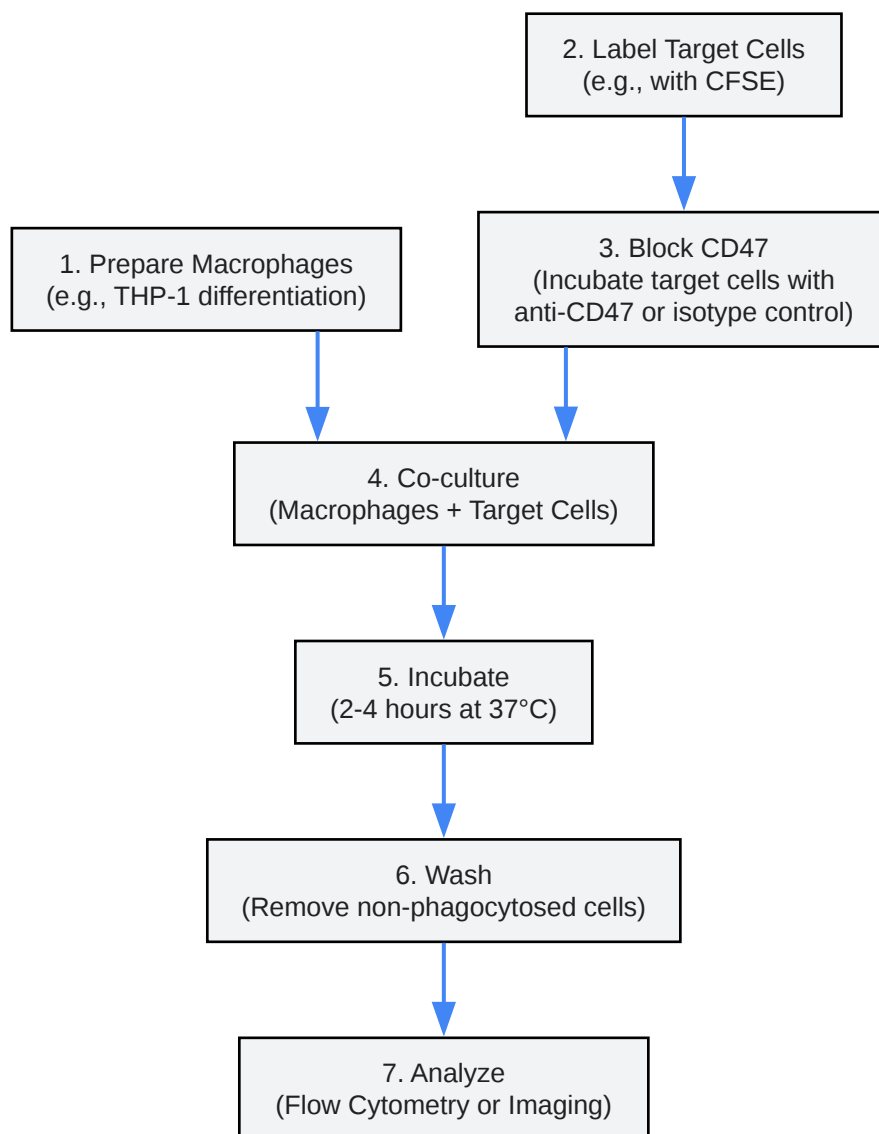 2. Label Target Cells
(e.g., with CFSE)
1. Prepare Macrophages
(e.g., THP-1 differentiation)
3. Block CD47
(Incubate target cells with
anti-CD47 or isotype control)
4. Co-culture
(Macrophages + Target Cells)
5. Incubate
(2-4 hours at 37°C)
6. Wash
(Remove non-phagocytosed cells)
7. Analyze
(Flow Cytometry or Imaging)